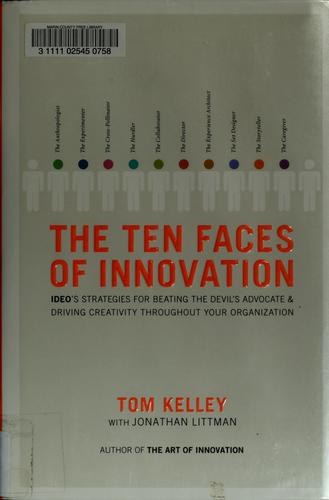 MARIN COUNTY FREE LIBRARY
3 1111 02545 0758
The Anthropologist
The Experimenter
The Cross-Pollinator
The Hurdler
The Collaborator
The Director
The Experience Architect
The Set Designer
The Storyteller
The Caregiver
THE TEN FACES
OF INNOVATION
IDEO'S STRATEGIES FOR BEATING THE DEVIL'S ADVOCATE &
DRIVING CREATIVITY THROUGHOUT YOUR ORGANIZATION
TOM KELLEY
WITH JONATHAN LITTMAN
AUTHOR OF THE ART OF INNOVATION